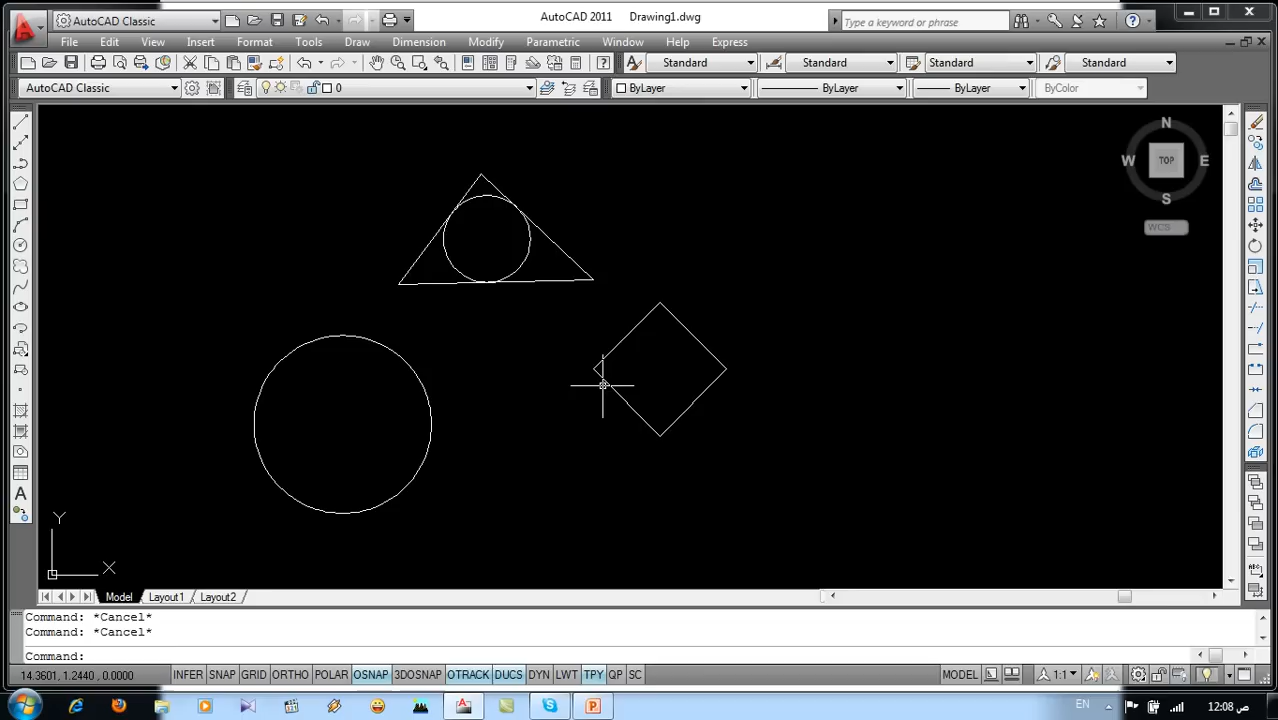 AutoCAD Classic
AutoCAD 2011 Drawing1.dwg
Type a keyword or phrase
File Edit View Insert Format Tools Draw Dimension Modify Parametric Window Help Express
Standard Standard Standard Standard
AutoCAD Classic 0 ByLayer ByLayer ByLayer ByColor
N
W TOP E
S
WCS
Y
X
Model Layout1 Layout2
Command: *Cancel*
Command: *Cancel*
Command:
14.3601, 1.2440, 0.0000 INFER SNAP GRID ORTHO POLAR OSNAP 3DOSNAP OTRACK DUCS DYN LWT TPY QP SC MODEL 1:1
EN 12:08 ص